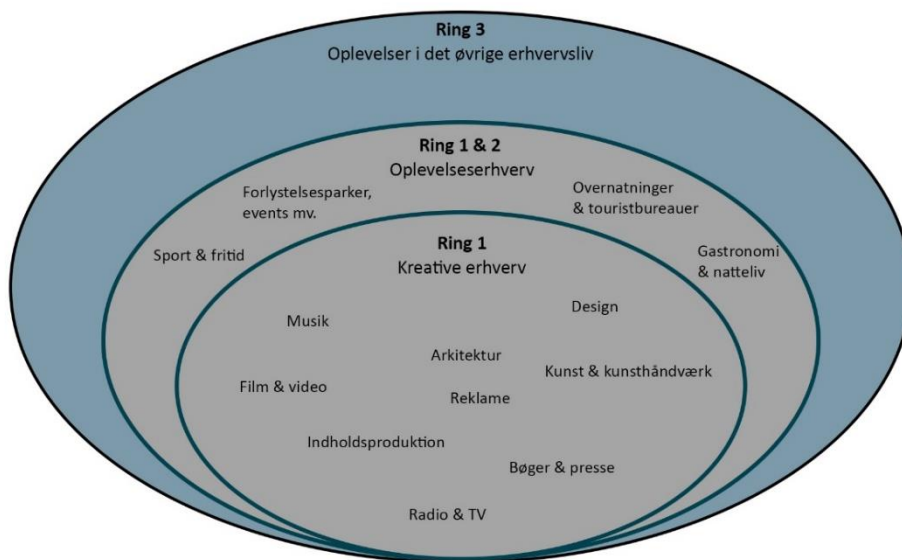 Ring 3
Oplevelser i det øvrige erhvervsliv
Ring 1 & 2
Oplevelseserhverv
Forlystelsesparker,
events mv.
Overnatninger
& touristbureauer
Sport & fritid
Gastronomi
& natteliv
Ring 1
Kreative erhverv
Musik
Design
Arkitektur
Kunst & kunsthåndværk
Film & video
Reklame
Indholdsproduktion
Bøger & presse
Radio & TV